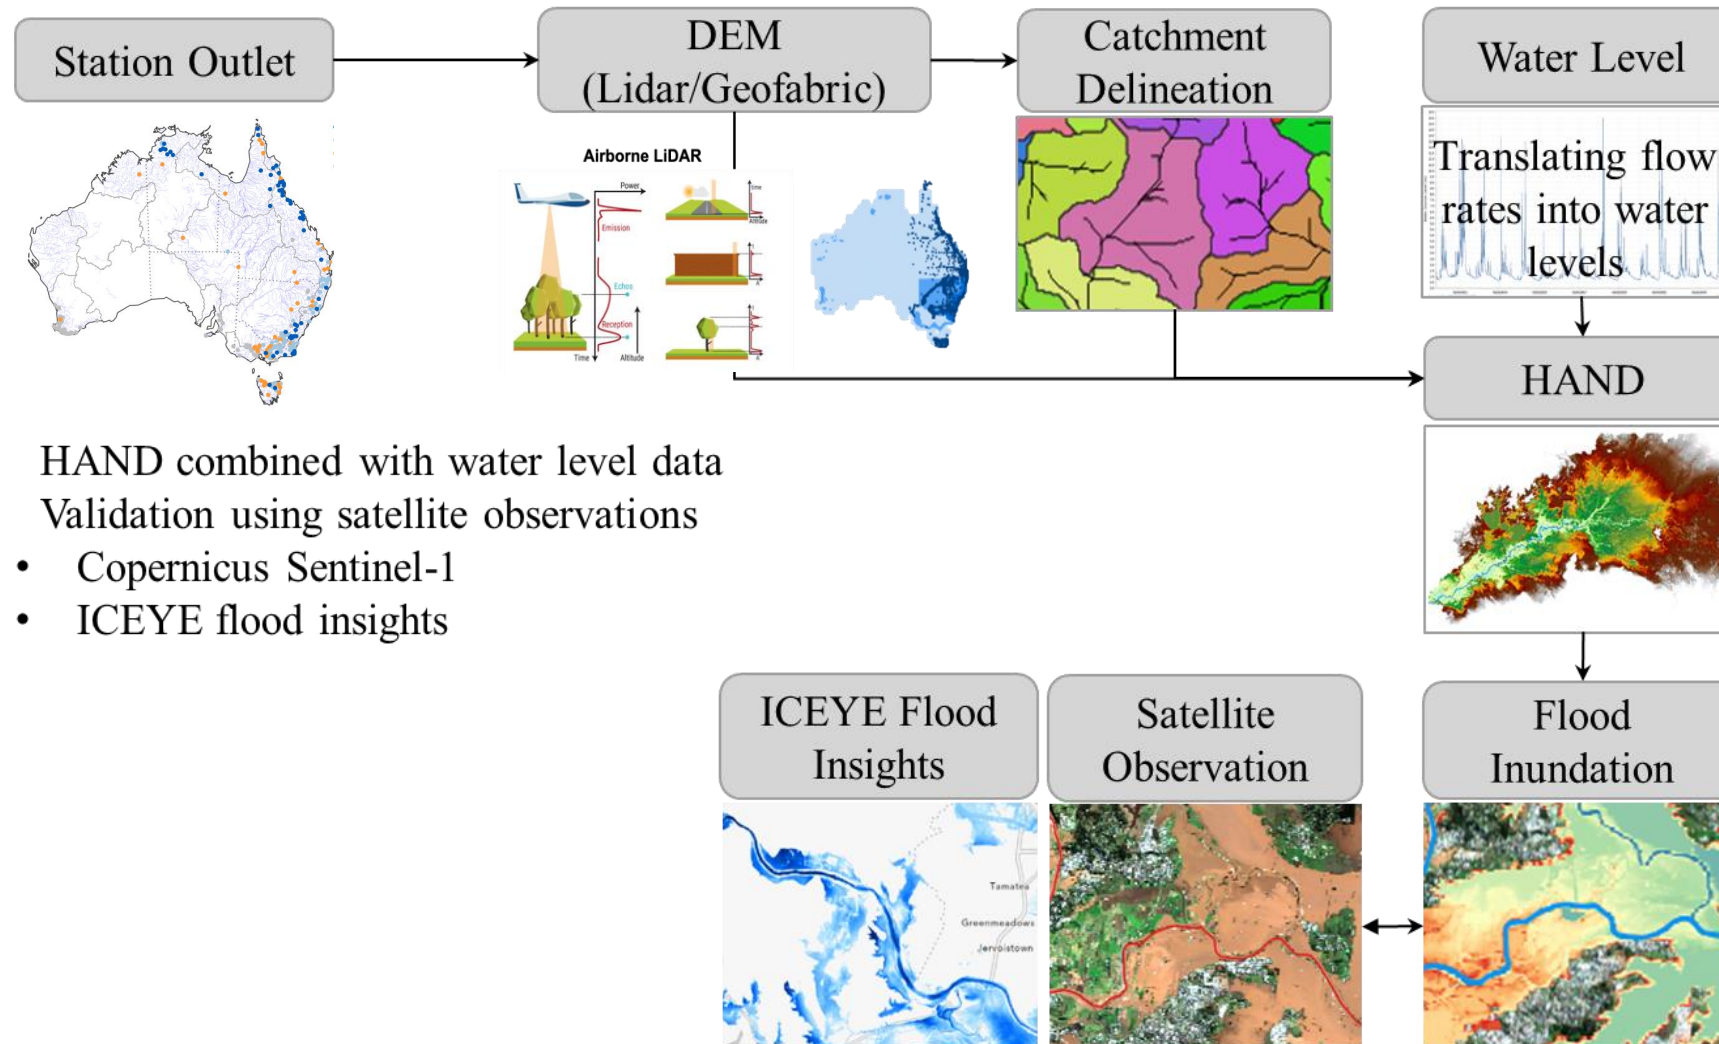 Station Outlet
DEM
(Lidar/Geofabric)
Catchment
Delineation
Water Level
Airborne LiDAR
Power
Emission
Echos
Reception
Time
Altitude
time
Altitude
Translating flow
rates into water
levels
HAND
HAND combined with water level data
Validation using satellite observations
• Copernicus Sentinel-1
• ICEYE flood insights
ICEYE Flood
Insights
Satellite
Observation
Flood
Inundation
Tamatea
Greenmeadows
Jervoistown